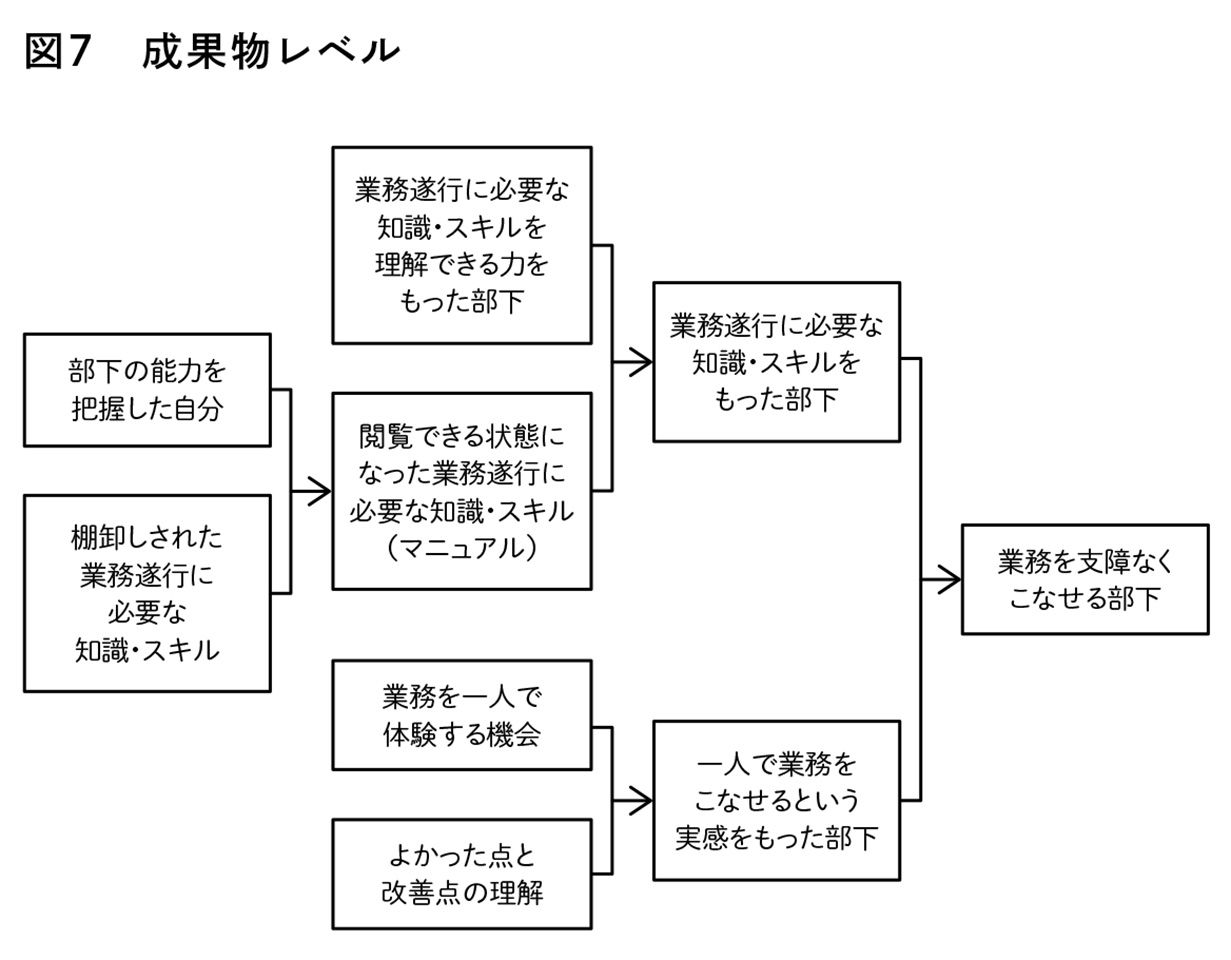 図7 成果物レベル
業務遂行に必要な
知識・スキルを
理解できる力を
もった部下
部下の能力を
把握した自分
閲覧できる状態に
なった業務遂行に
必要な知識・スキル
（マニュアル）
棚卸しされた
業務遂行に
必要な
知識・スキル
業務遂行に必要な
知識・スキルを
もった部下
業務を一人で
体験する機会
よかった点と
改善点の理解
一人で業務を
こなせるという
実感をもった部下
業務を支障なく
こなせる部下